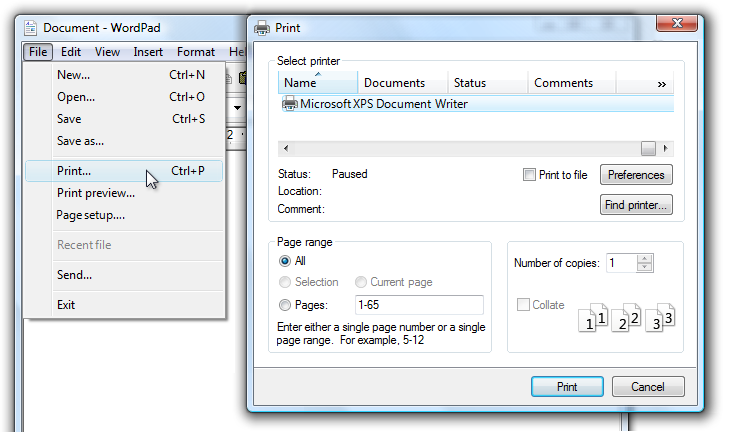 Document - WordPad
File Edit View Insert Format Hel
New... Ctrl+N
Open... Ctrl+O
Save Ctrl+S
Save as...
Print... Ctrl+P
Print preview...
Page setup....
Recent file
Send...
Exit
2
Print
Select printer
Name Documents Status Comments »
Microsoft XPS Document Writer
Status: Paused
Print to file Preferences
Location:
Comment:
Find printer...
Page range
All
Selection Current page
Pages: 1-65
Enter either a single page number or a single
page range. For example, 5-12
Number of copies: 1
Collate
1 1 2 2 3 3
Print Cancel